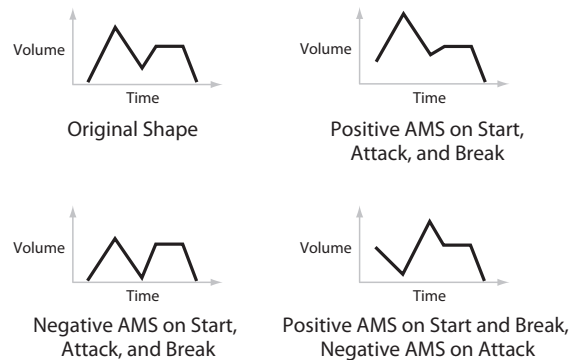 Volume
Time
Original Shape
Volume
Time
Positive AMS on Start,
Attack, and Break
Volume
Time
Negative AMS on Start,
Attack, and Break
Volume
Time
Positive AMS on Start and Break,
Negative AMS on Attack